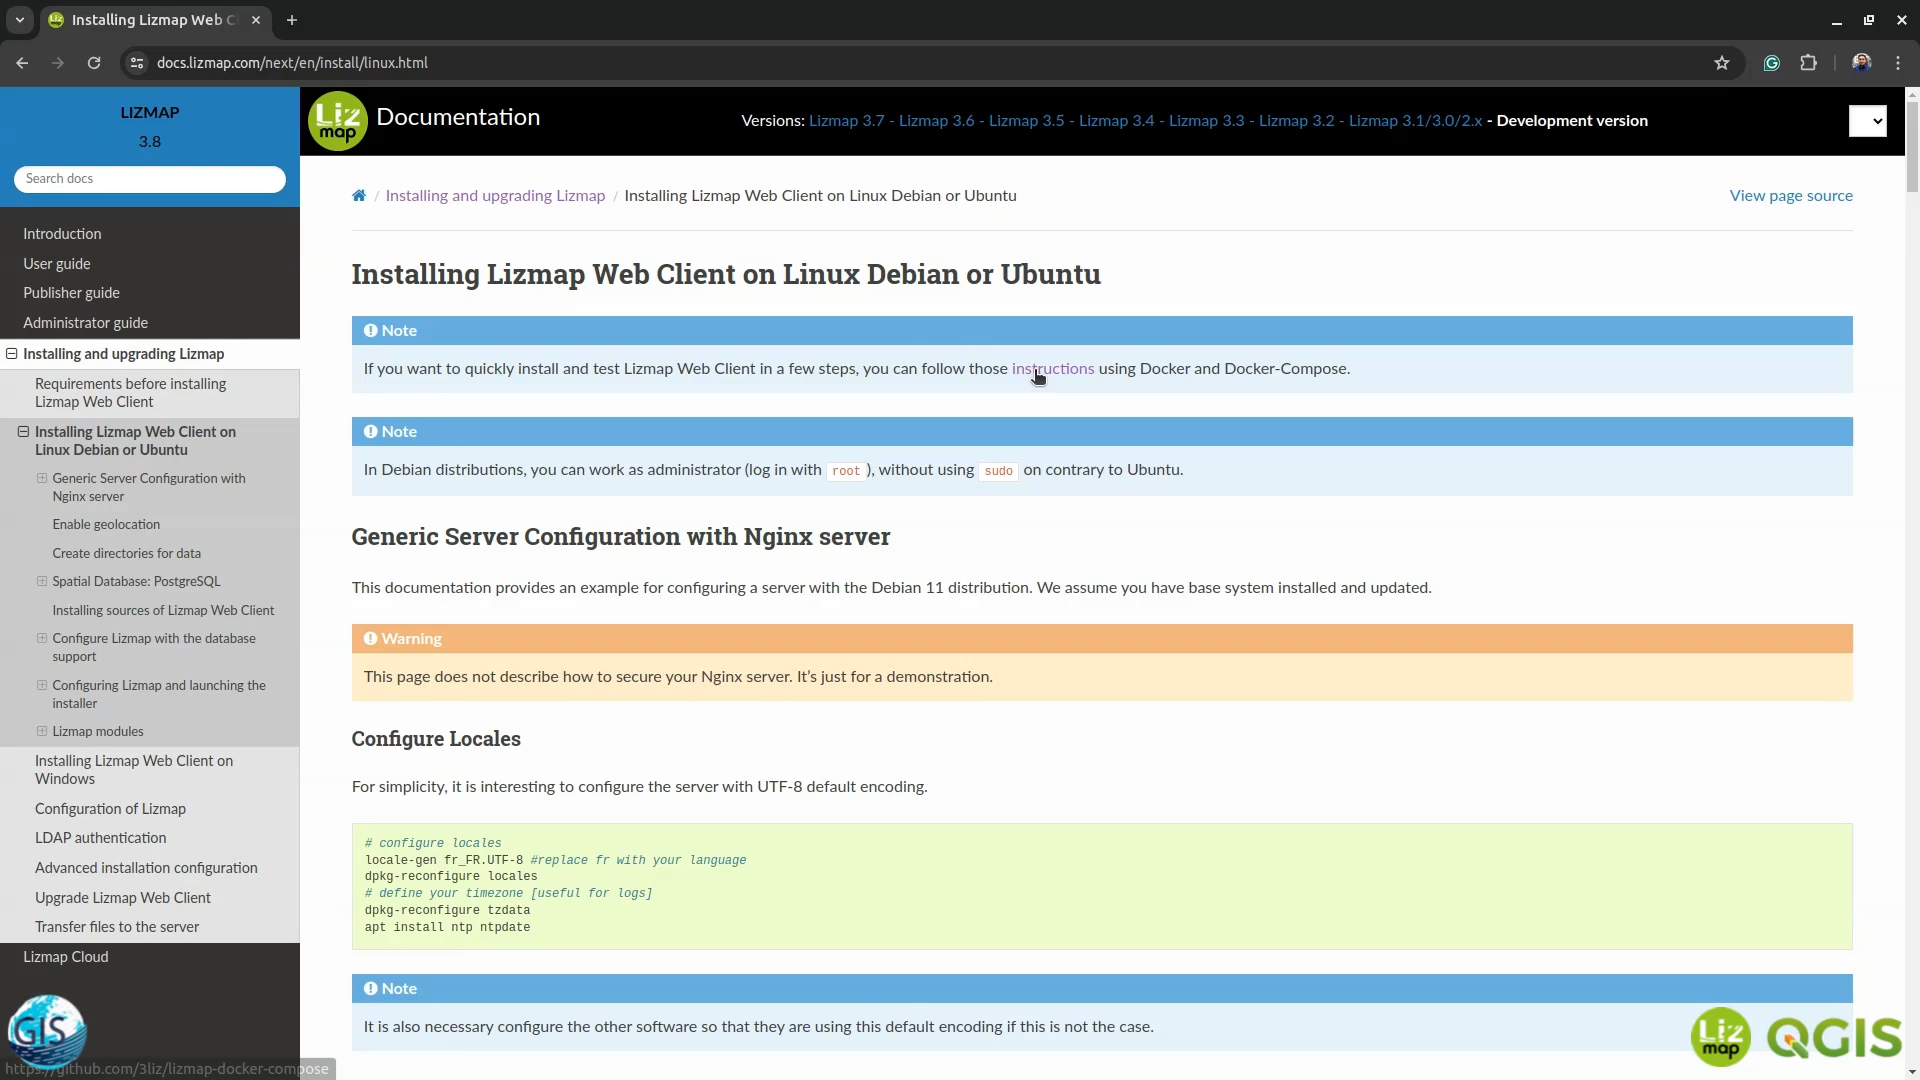 Installing Lizmap Web C
docs.lizmap.com/next/en/install/linux.html
LIZMAP
3.8
Search docs
Introduction
User guide
Publisher guide
Administrator guide
Installing and upgrading Lizmap
Requirements before installing
Lizmap Web Client
Installing Lizmap Web Client on
Linux Debian or Ubuntu
Generic Server Configuration with
Nginx server
Enable geolocation
Create directories for data
Spatial Database: PostgreSQL
Installing sources of Lizmap Web Client
Configure Lizmap with the database
support
Configuring Lizmap and launching the
installer
Lizmap modules
Installing Lizmap Web Client on
Windows
Configuration of Lizmap
LDAP authentication
Advanced installation configuration
Upgrade Lizmap Web Client
Transfer files to the server
Lizmap Cloud
GIS
https://github.com/3liz/lizmap-docker-compose
Liz
map
Documentation
Versions: Lizmap 3.7 - Lizmap 3.6 - Lizmap 3.5 - Lizmap 3.4 - Lizmap 3.3 - Lizmap 3.2 - Lizmap 3.1/3.0/2.x - Development version
/ Installing and upgrading Lizmap / Installing Lizmap Web Client on Linux Debian or Ubuntu
View page source
Installing Lizmap Web Client on Linux Debian or Ubuntu
Note
If you want to quickly install and test Lizmap Web Client in a few steps, you can follow those instructions using Docker and Docker-Compose.
Note
In Debian distributions, you can work as administrator (log in with root), without using sudo on contrary to Ubuntu.
Generic Server Configuration with Nginx server
This documentation provides an example for configuring a server with the Debian 11 distribution. We assume you have base system installed and updated.
Warning
This page does not describe how to secure your Nginx server. It's just for a demonstration.
Configure Locales
For simplicity, it is interesting to configure the server with UTF-8 default encoding.
# configure locales
locale-gen fr_FR.UTF-8 #replace fr with your language
dpkg-reconfigure locales
# define your timezone [useful for logs]
dpkg-reconfigure tzdata
apt install ntp ntpdate
Note
It is also necessary configure the other software so that they are using this default encoding if this is not the case.
Liz
map
QGIS